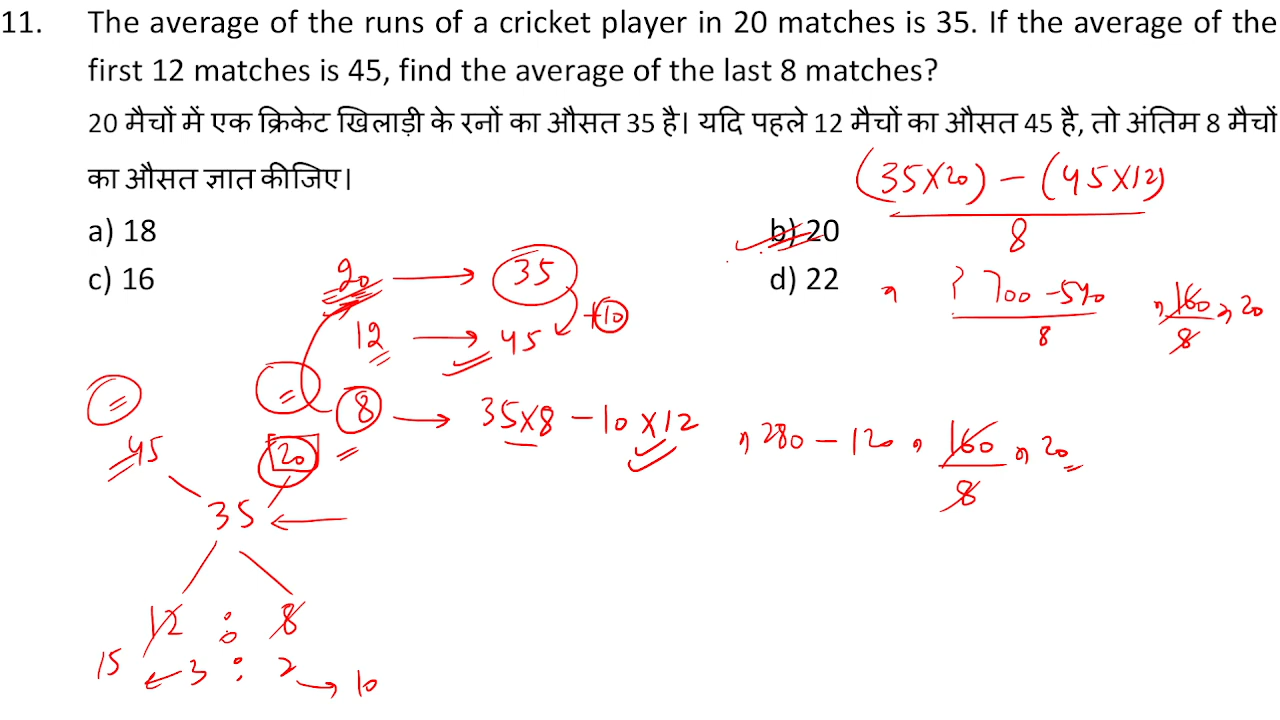 11. The average of the runs of a cricket player in 20 matches is 35. If the average of the
first 12 matches is 45, find the average of the last 8 matches?
20 मैचों में एक क्रिकेट खिलाड़ी के रनों का औसत 35 है। यदि पहले 12 मैचों का औसत 45 है, तो अंतिम 8 मैचों
का औसत ज्ञात कीजिए।
(35×20) - (45×12)
8
a) 18 b) 20
c) 16 d) 22
20 → 35
+10
12 → 45
700 - 540
8
160
8
20
= =
8 → 35×8 - 10×12
280 - 120
160
8
20
45 20
35 ←
12 : 8
15 ← 3 : 2 → 10